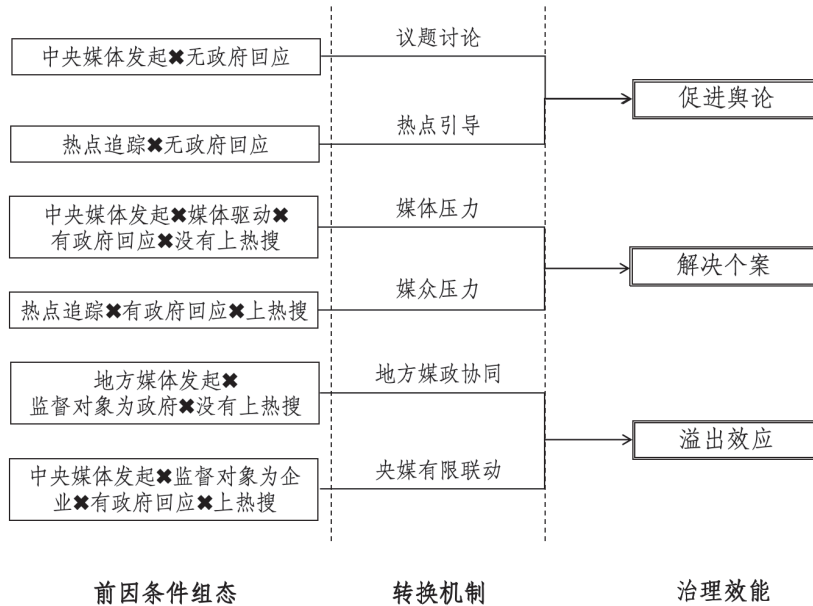 中央媒体发起✖无政府回应
议题讨论
促进舆论
热点追踪✖无政府回应
热点引导
中央媒体发起✖媒体驱动✖
有政府回应✖没有上热搜
媒体压力
解决个案
热点追踪✖有政府回应✖上热搜
媒众压力
地方媒体发起✖
监督对象为政府✖没有上热搜
地方媒政协同
溢出效应
中央媒体发起✖监督对象为企
业✖有政府回应✖上热搜
央媒有限联动
前因条件组态
转换机制
治理效能